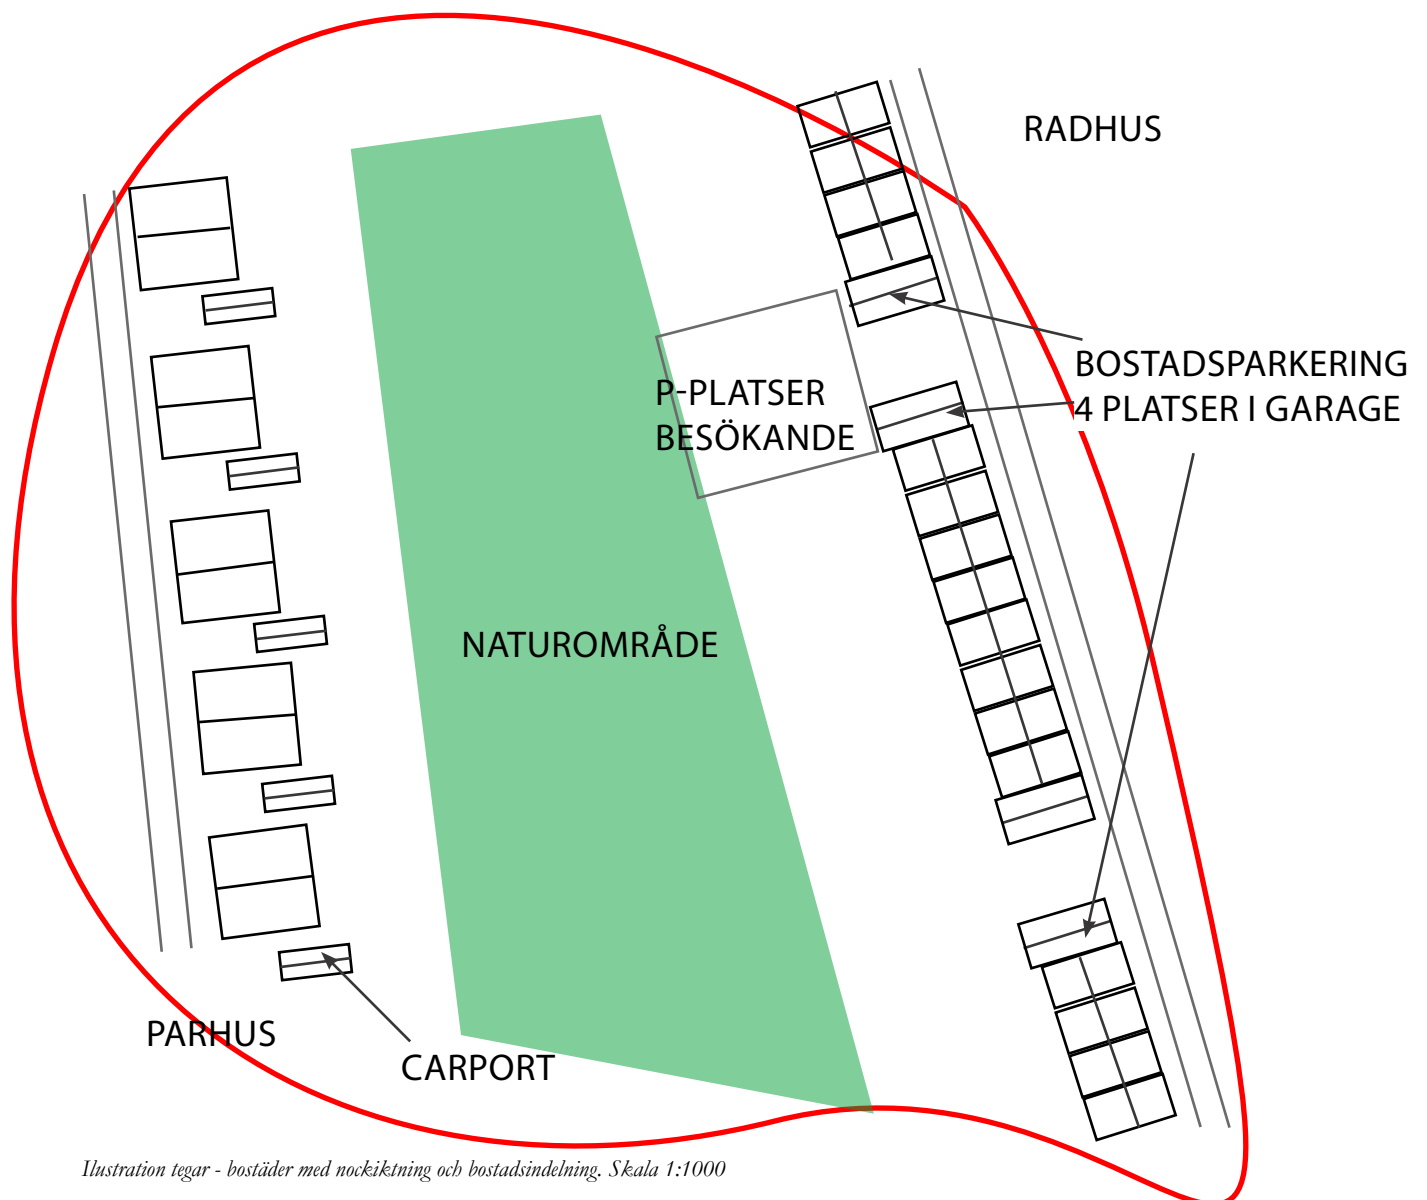 RADHUS
BOSTADSPARKERING
4 PLATSER I GARAGE
P-PLATSER
BESÖKANDE
NATUROMRÅDE
PARHUS
CARPORT
Ilustration tegar - bostäder med nockiktning och bostadsindelning. Skala 1:1000